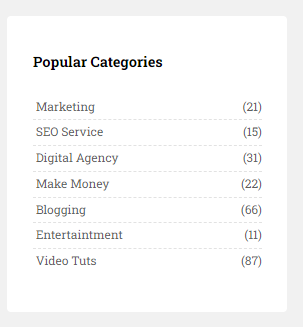 Popular Categories
Marketing (21)
SEO Service (15)
Digital Agency (31)
Make Money (22)
Blogging (66)
Entertaintment (11)
Video Tuts (87)